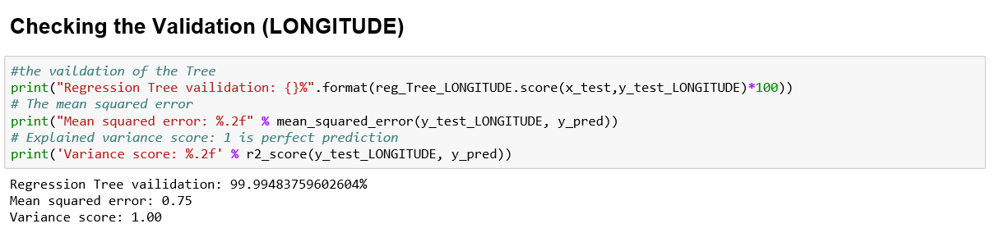 Checking the Validation (LONGITUDE)
#the vaildation of the Tree
print("Regression Tree vailidation: {}%".format(reg_Tree_LONGITUDE.score(x_test,y_test_LONGITUDE)*100))
# The mean squared error
print("Mean squared error: %.2f" % mean_squared_error(y_test_LONGITUDE, y_pred))
# Explained variance score: 1 is perfect prediction
print('Variance score: %.2f' % r2_score(y_test_LONGITUDE, y_pred))
Regression Tree vailidation: 99.99483759602604%
Mean squared error: 0.75
Variance score: 1.00